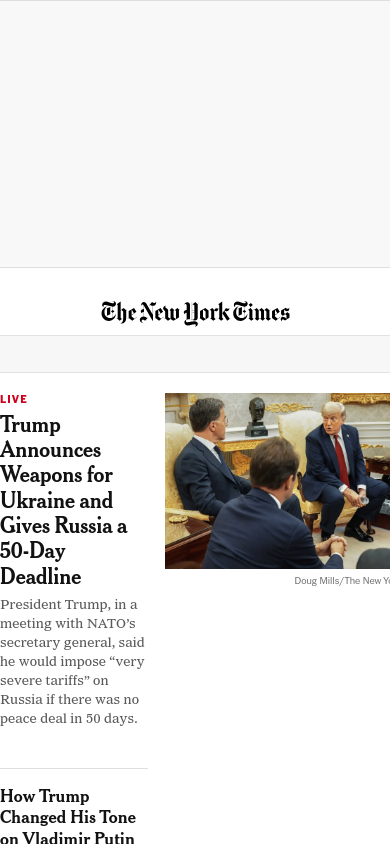 The New York Times
LIVE
Trump
Announces
Weapons for
Ukraine and
Gives Russia a
50-Day
Deadline
President Trump, in a
meeting with NATO’s
secretary general, said
he would impose “very
severe tariffs” on
Russia if there was no
peace deal in 50 days.
Doug Mills/The New Yo
How Trump
Changed His Tone
on Vladimir Putin